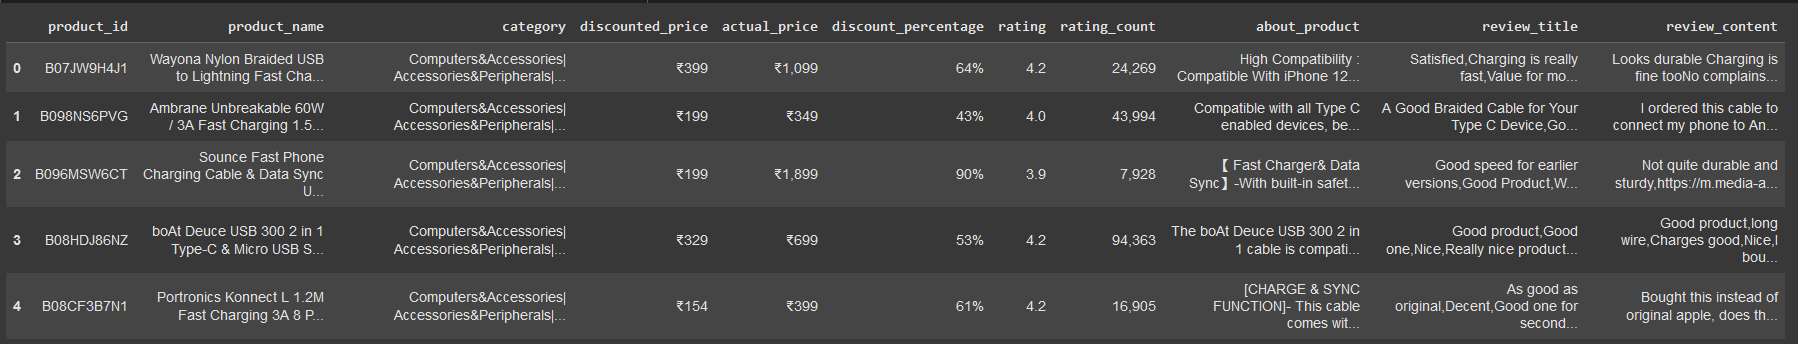 product_id product_name category discounted_price actual_price discount_percentage rating rating_count about_product review_title review_content
0 B07JW9H4J1 Wayona Nylon Braided USB to Lightning Fast Cha... Computers&Accessories|Accessories&Peripherals|... ₹399 ₹1,099 64% 4.2 24,269 High Compatibility : Compatible With iPhone 12... Satisfied,Charging is really fast,Value for mo... Looks durable Charging is fine tooNo complains...
1 B098NS6PVG Ambrane Unbreakable 60W / 3A Fast Charging 1.5... Computers&Accessories|Accessories&Peripherals|... ₹199 ₹349 43% 4.0 43,994 Compatible with all Type C enabled devices, be... A Good Braided Cable for Your Type C Device,Go... I ordered this cable to connect my phone to An...
2 B096MSW6CT Sounce Fast Phone Charging Cable & Data Sync U... Computers&Accessories|Accessories&Peripherals|... ₹199 ₹1,899 90% 3.9 7,928 【 Fast Charger& Data Sync】-With built-in safet... Good speed for earlier versions,Good Product,W... Not quite durable and sturdy,https://m.media-a...
3 B08HDJ86NZ boAt Deuce USB 300 2 in 1 Type-C & Micro USB S... Computers&Accessories|Accessories&Peripherals|... ₹329 ₹699 53% 4.2 94,363 The boAt Deuce USB 300 2 in 1 cable is compati... Good product,Good one,Nice,Really nice product... Good product,long wire,Charges good,Nice,I bou...
4 B08CF3B7N1 Portronics Konnect L 1.2M Fast Charging 3A 8 P... Computers&Accessories|Accessories&Peripherals|... ₹154 ₹399 61% 4.2 16,905 [CHARGE & SYNC FUNCTION]- This cable comes wit... As good as original,Decent,Good one for second... Bought this instead of original apple, does th...